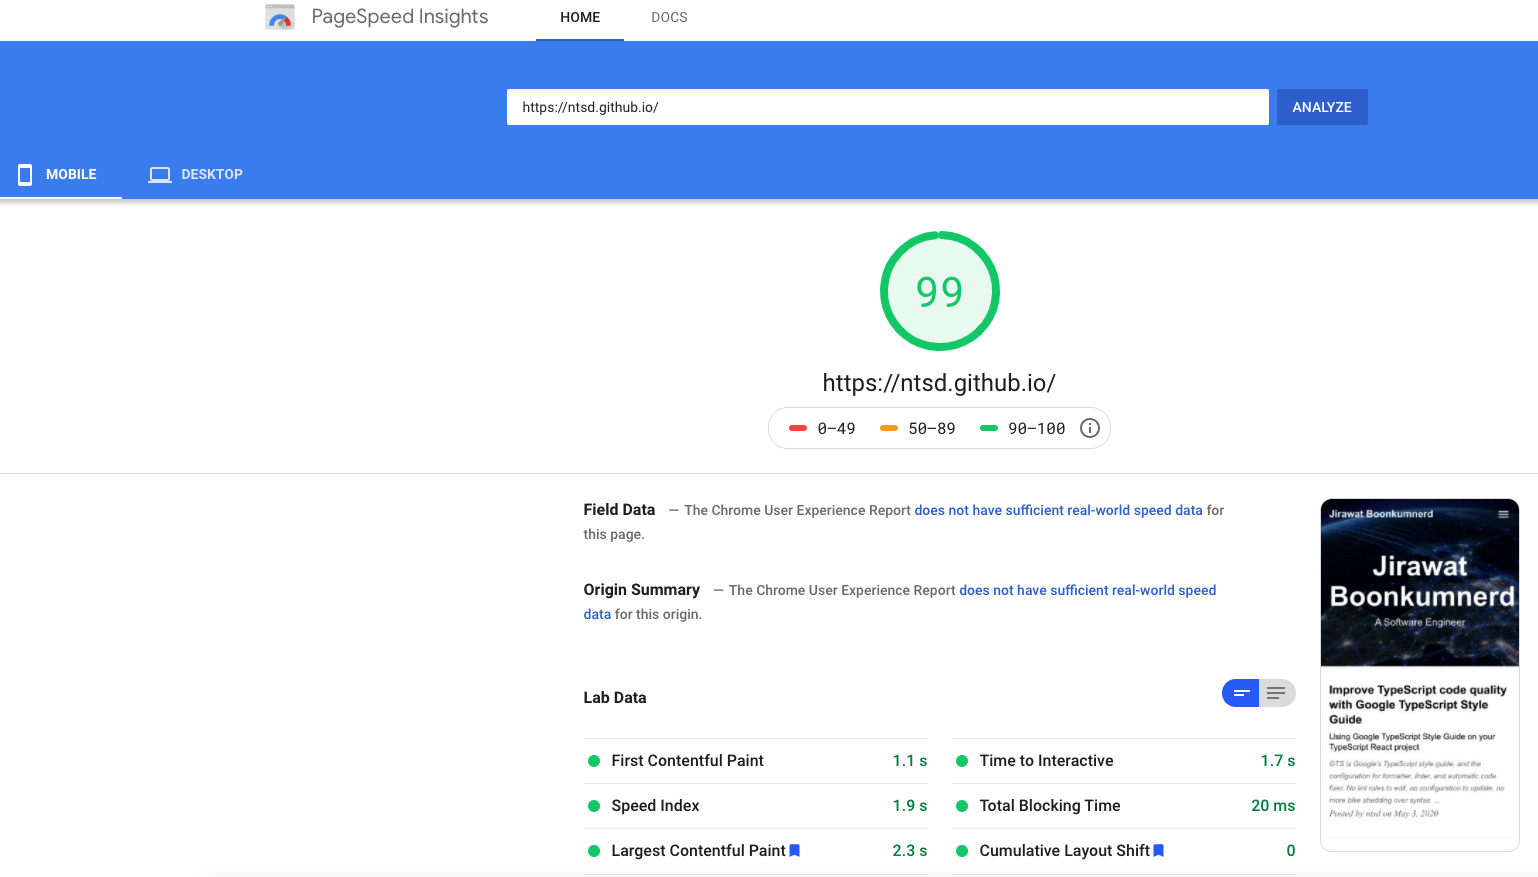 PageSpeed Insights
HOME
DOCS
https://ntsd.github.io/
ANALYZE
MOBILE
DESKTOP
99
https://ntsd.github.io/
0–49
50–89
90–100
Field Data — The Chrome User Experience Report does not have sufficient real-world speed data for
this page.
Origin Summary — The Chrome User Experience Report does not have sufficient real-world speed
data for this origin.
Lab Data
First Contentful Paint 1.1 s
Time to Interactive 1.7 s
Speed Index 1.9 s
Total Blocking Time 20 ms
Largest Contentful Paint 2.3 s
Cumulative Layout Shift 0
Jirawat Boonkumnerd
Jirawat
Boonkumnerd
A Software Engineer
Improve TypeScript code quality
with Google TypeScript Style
Guide
Using Google TypeScript Style Guide on your
TypeScript React project
GTS is Google's TypeScript style guide, and the
configuration for formatter, linter, and automatic code
fixer. No lint rules to edit, no configuration to update, no
more bike shedding over syntax. ...
Posted by ntsd on May 3, 2020